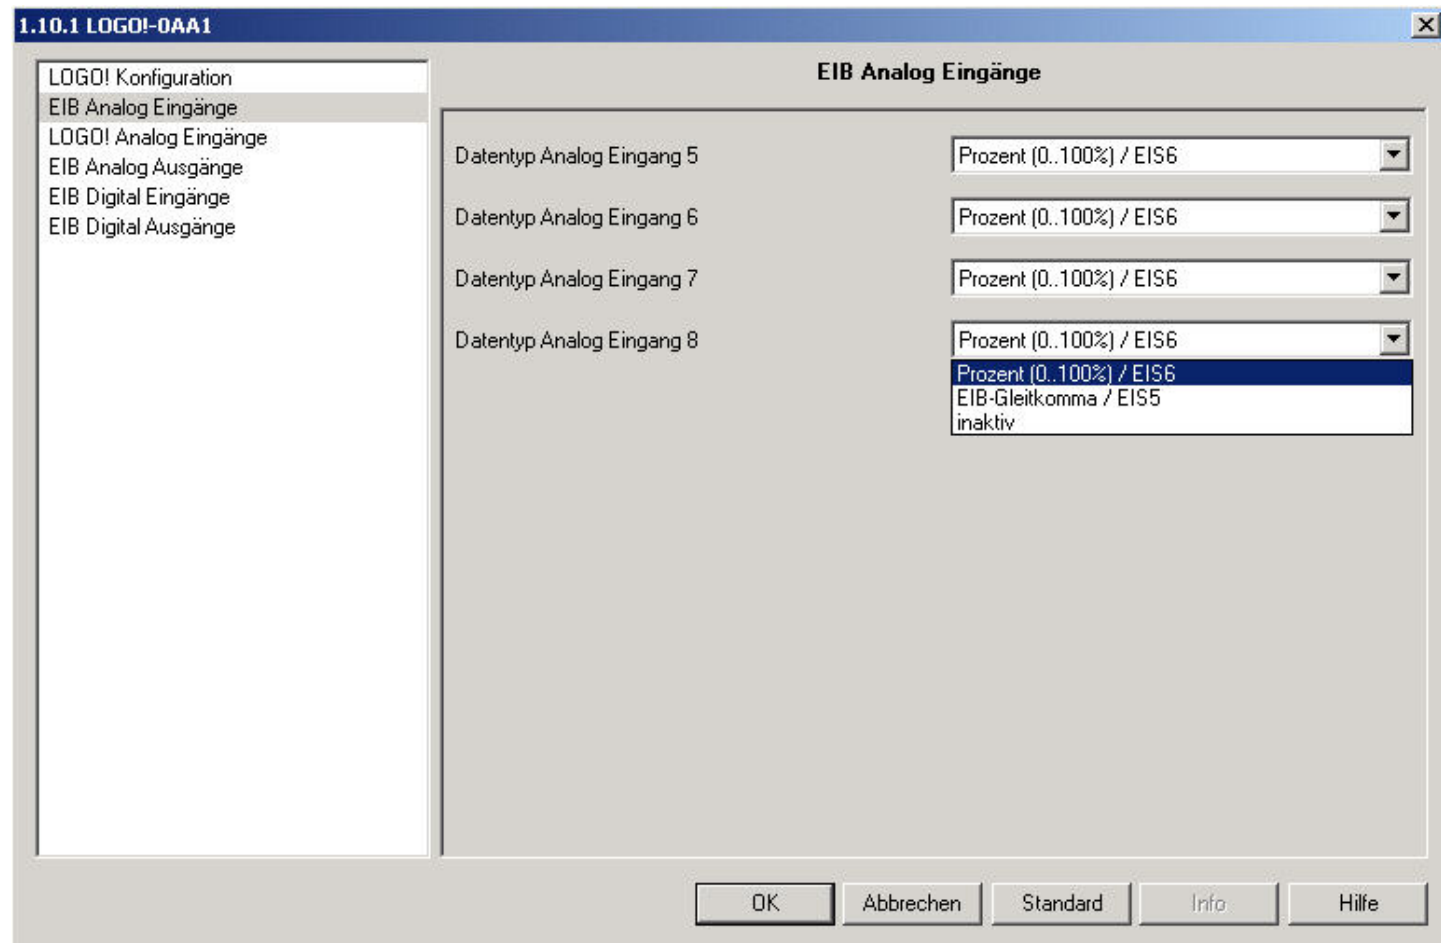 1.10.1 LOGO!-0AA1
LOGO! Konfiguration
EIB Analog Eingänge
LOGO! Analog Eingänge
EIB Analog Ausgänge
EIB Digital Eingänge
EIB Digital Ausgänge
EIB Analog Eingänge
Datentyp Analog Eingang 5 Prozent (0..100%) / EIS6
Datentyp Analog Eingang 6 Prozent (0..100%) / EIS6
Datentyp Analog Eingang 7 Prozent (0..100%) / EIS6
Datentyp Analog Eingang 8 Prozent (0..100%) / EIS6
Prozent (0..100%) / EIS6
EIB-Gleitkomma / EIS5
inaktiv
OK Abbrechen Standard Info Hilfe